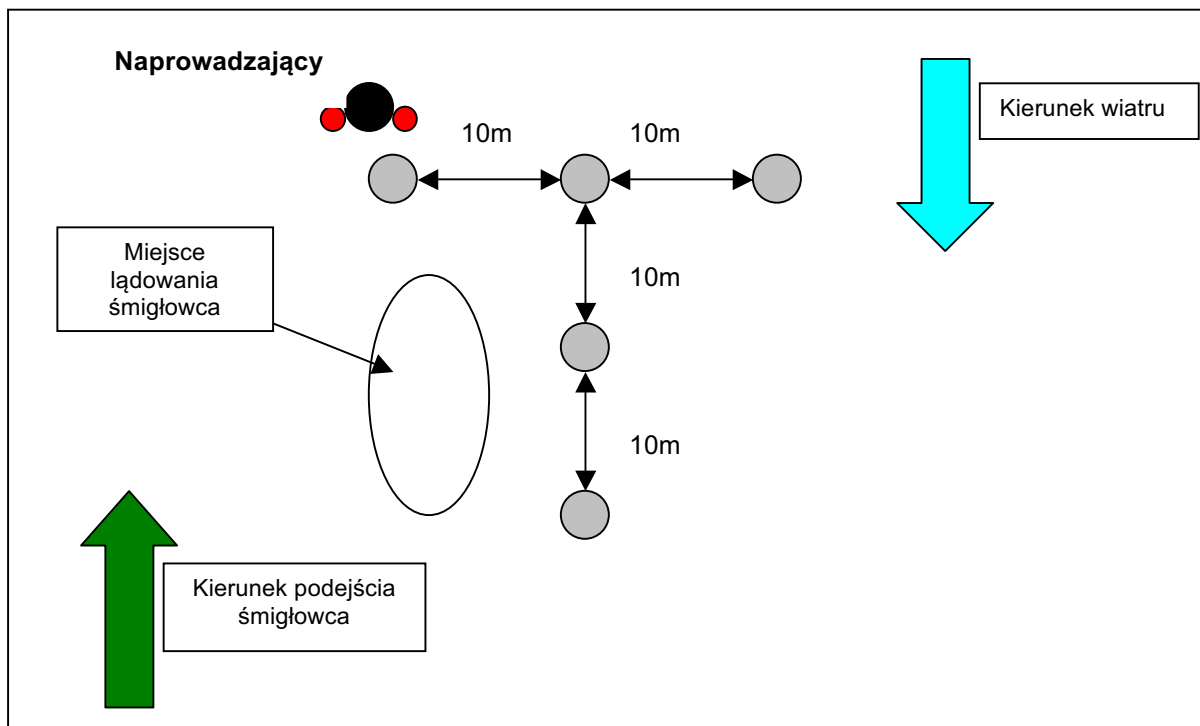 Naprowadzający
Kierunek wiatru
10m
10m
Miejsce
lądowania
śmigłowca
10m
10m
Kierunek podejścia
śmigłowca